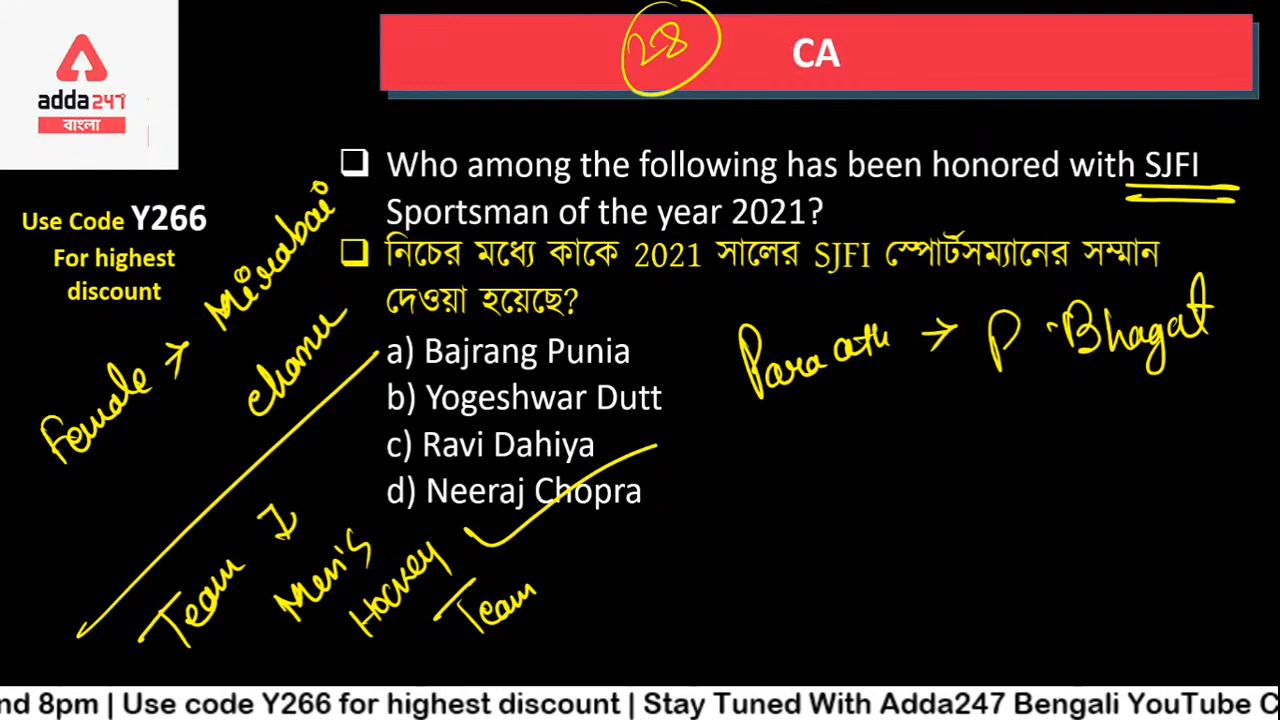 CA
28
adda247
বাংলা
Use Code Y266
For highest
discount
❑ Who among the following has been honored with SJFI
Sportsman of the year 2021?
❑ নিচের মধ্যে কাকে 2021 সালের SJFI স্পোর্টসম্যানের সম্মান
দেওয়া হয়েছে?
a) Bajrang Punia
b) Yogeshwar Dutt
c) Ravi Dahiya
d) Neeraj Chopra
Female → Mirabai
chanu
Para ath → P. Bhagat
Team
Men's
Hockey
Team
nd 8pm | Use code Y266 for highest discount | Stay Tuned With Adda247 Bengali YouTube C